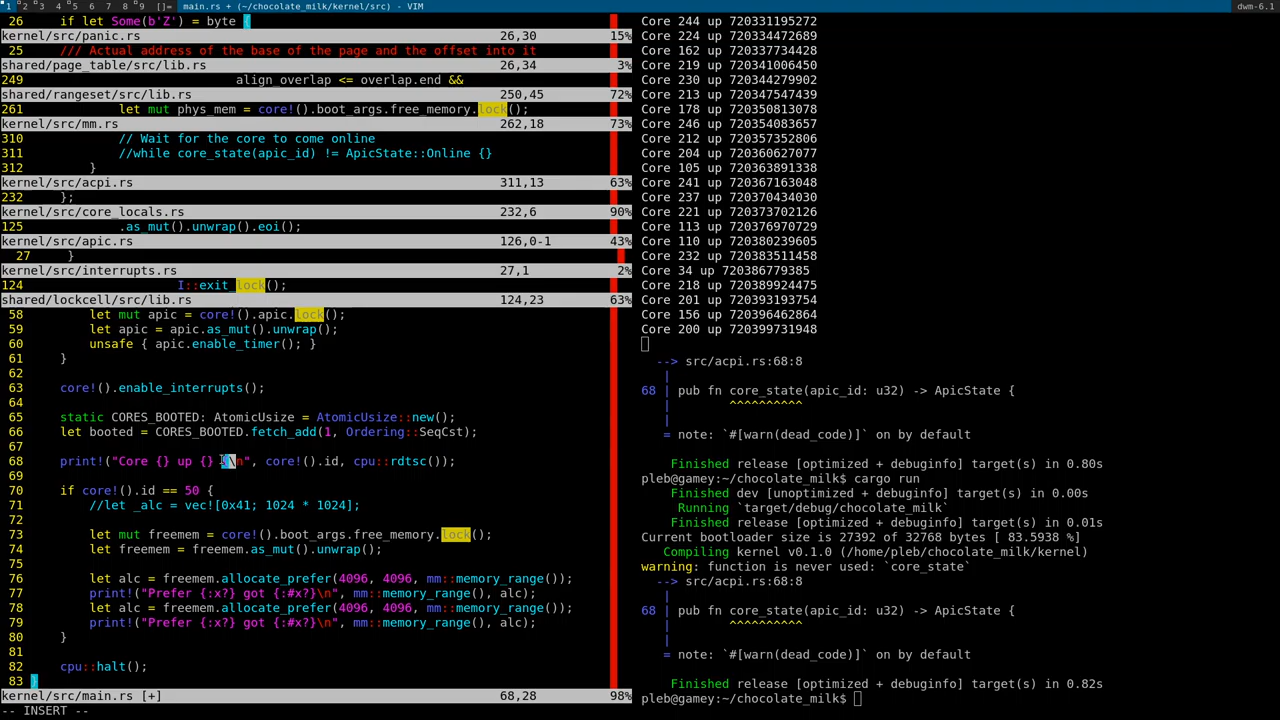 1 2 3 4 5 6 7 8 9 []= main.rs + (~/chocolate_milk/kernel/src) - VIM dwm-6.1
26 if let Some(b'Z') = byte {
kernel/src/panic.rs 26,30 15%
25 /// Actual address of the base of the page and the offset into it
shared/page_table/src/lib.rs 26,34 3%
249 align_overlap <= overlap.end &&
shared/rangeset/src/lib.rs 250,45 72%
261 let mut phys_mem = core!().boot_args.free_memory.lock();
kernel/src/mm.rs 262,18 73%
310 // Wait for the core to come online
311 //while core_state(apic_id) != ApicState::Online {}
312 }
kernel/src/acpi.rs 311,13 63%
232 };
kernel/src/core_locals.rs 232,6 90%
125 .as_mut().unwrap().eoi();
kernel/src/apic.rs 126,0-1 43%
27 }
kernel/src/interrupts.rs 27,1 2%
124 I::exit_lock();
shared/lockcell/src/lib.rs 124,23 63%
58 let mut apic = core!().apic.lock();
59 let apic = apic.as_mut().unwrap();
60 unsafe { apic.enable_timer(); }
61 }
62
63 core!().enable_interrupts();
64
65 static CORES_BOOTED: AtomicUsize = AtomicUsize::new();
66 let booted = CORES_BOOTED.fetch_add(1, Ordering::SeqCst);
67
68 print!("Core {} up {} \n", core!().id, cpu::rdtsc());
69
70 if core!().id == 50 {
71 //let _alc = vec![0x41; 1024 * 1024];
72
73 let mut freemem = core!().boot_args.free_memory.lock();
74 let freemem = freemem.as_mut().unwrap();
75
76 let alc = freemem.allocate_prefer(4096, 4096, mm::memory_range());
77 print!("Prefer {:x?} got {:#x?}\n", mm::memory_range(), alc);
78 let alc = freemem.allocate_prefer(4096, 4096, mm::memory_range());
79 print!("Prefer {:x?} got {:#x?}\n", mm::memory_range(), alc);
80 }
81
82 cpu::halt();
83 }
kernel/src/main.rs [+] 68,28 98%
-- INSERT --
Core 244 up 720331195272
Core 224 up 720334472689
Core 162 up 720337734428
Core 219 up 720341006450
Core 230 up 720344279902
Core 213 up 720347547439
Core 178 up 720350813078
Core 246 up 720354083657
Core 212 up 720357352806
Core 204 up 720360627077
Core 105 up 720363891338
Core 241 up 720367163048
Core 237 up 720370434030
Core 221 up 720373702126
Core 113 up 720376970729
Core 110 up 720380239605
Core 232 up 720383511458
Core 34 up 720386779385
Core 218 up 720389924475
Core 201 up 720393193754
Core 156 up 720396462864
Core 200 up 720399731948
--> src/acpi.rs:68:8
|
68 | pub fn core_state(apic_id: u32) -> ApicState {
| ^^^^^^^^^^
|
= note: `#[warn(dead_code)]` on by default
Finished release [optimized + debuginfo] target(s) in 0.80s
pleb@gamey:~/chocolate_milk$ cargo run
Finished dev [unoptimized + debuginfo] target(s) in 0.00s
Running `target/debug/chocolate_milk`
Finished release [optimized + debuginfo] target(s) in 0.01s
Current bootloader size is 27392 of 32768 bytes [ 83.5938 %]
Compiling kernel v0.1.0 (/home/pleb/chocolate_milk/kernel)
warning: function is never used: `core_state`
--> src/acpi.rs:68:8
|
68 | pub fn core_state(apic_id: u32) -> ApicState {
| ^^^^^^^^^^
|
= note: `#[warn(dead_code)]` on by default
Finished release [optimized + debuginfo] target(s) in 0.82s
pleb@gamey:~/chocolate_milk$